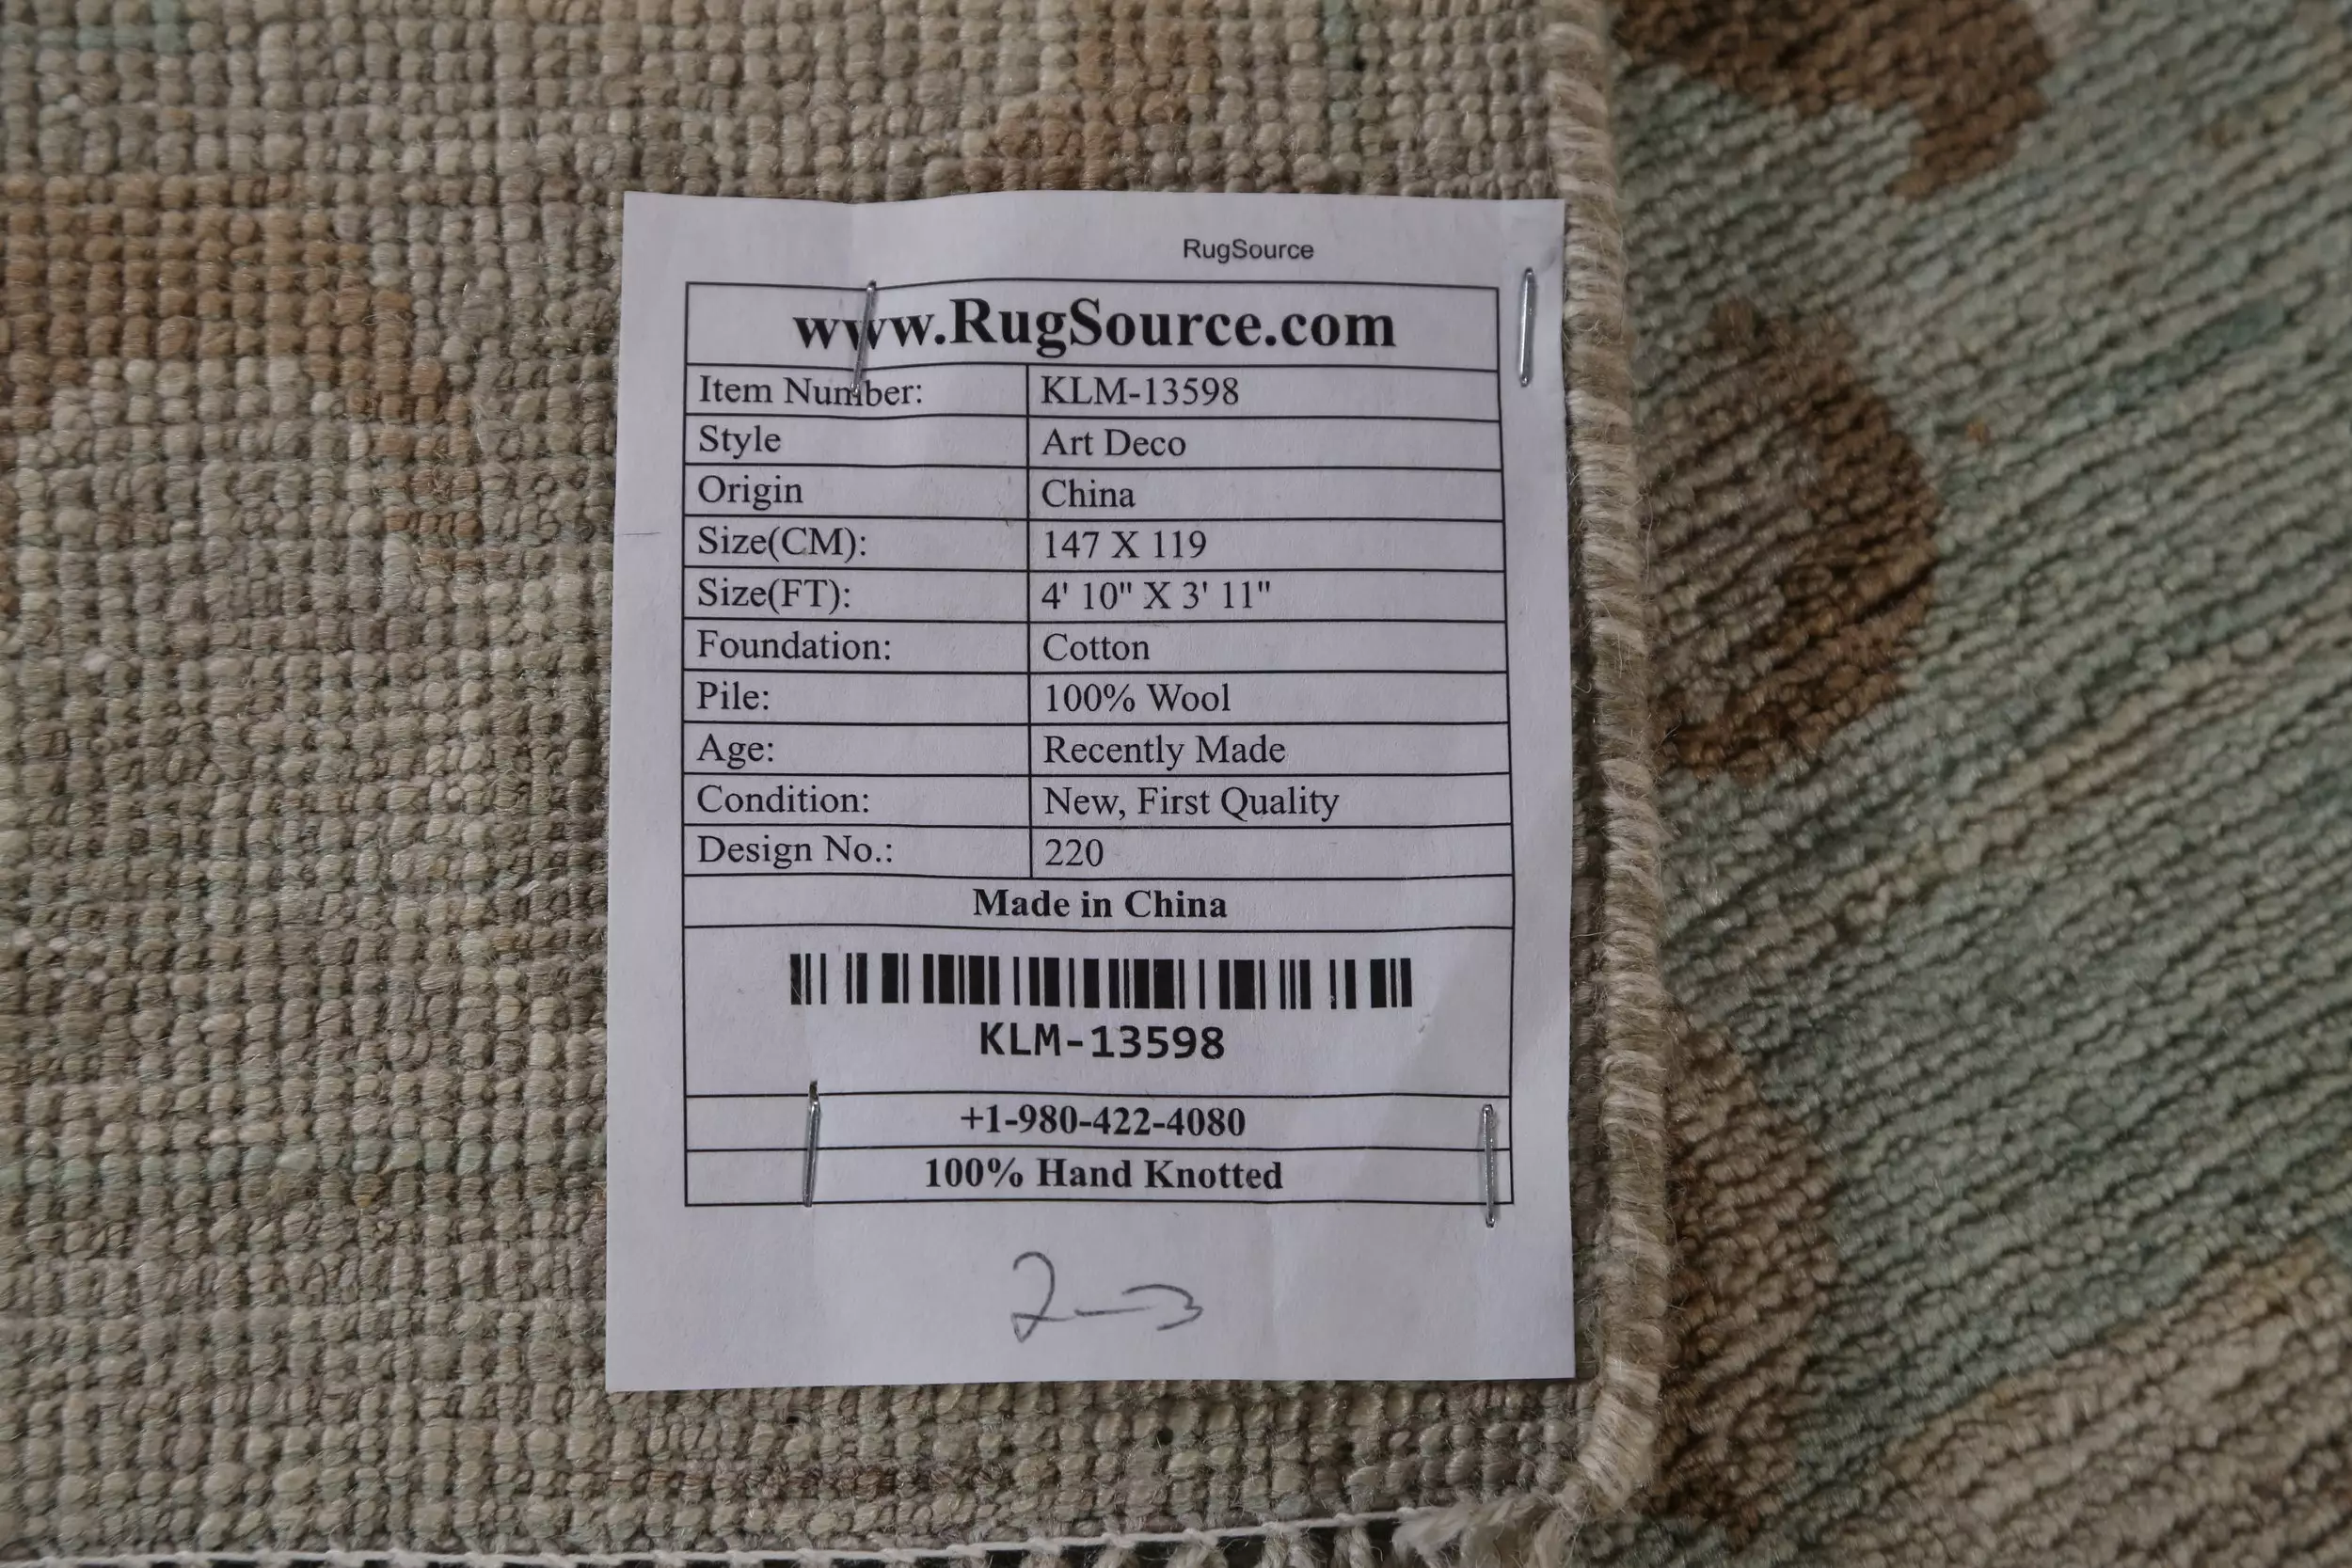 RugSource
www.RugSource.com
Item Number: KLM-13598
Style Art Deco
Origin China
Size(CM): 147 X 119
Size(FT): 4' 10" X 3' 11"
Foundation: Cotton
Pile: 100% Wool
Age: Recently Made
Condition: New, First Quality
Design No.: 220
Made in China
KLM-13598
+1-980-422-4080
100% Hand Knotted
2-3